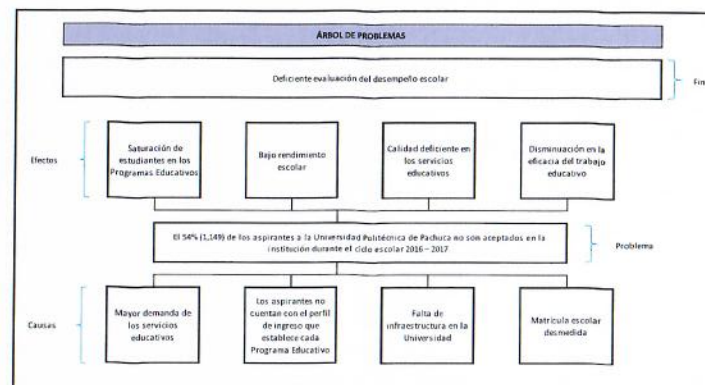 ÁRBOL DE PROBLEMAS
Deficiente evaluación del desempeño escolar
Fin
Efectos
Saturación de
estudiantes en los
Programas Educativos
Bajo rendimiento
escolar
Calidad deficiente en
los servicios
educativos
Disminución en la
eficacia del trabajo
educativo
El 54% (1,149) de los aspirantes a la Universidad Politécnica de Pachuca no son aceptados en la
institución durante el ciclo escolar 2016 – 2017
Problema
Causas
Mayor demanda de
los servicios
educativos
Los aspirantes no
cuentan con el perfil
de ingreso que
establece cada
Programa Educativo
Falta de
infraestructura en la
Universidad
Matrícula escolar
desmedida